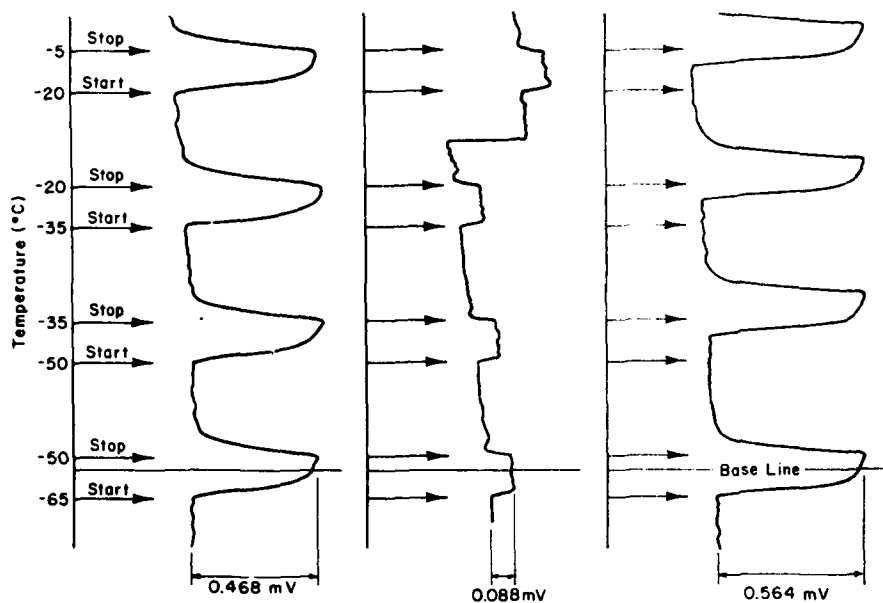 Temperature (°C)
-5 Stop
-20 Start
-20 Stop
-35 Start
-35 Stop
-50 Start
-50 Stop
Base Line
-65 Start
0.468 mV
0.088mV
0.564 mV